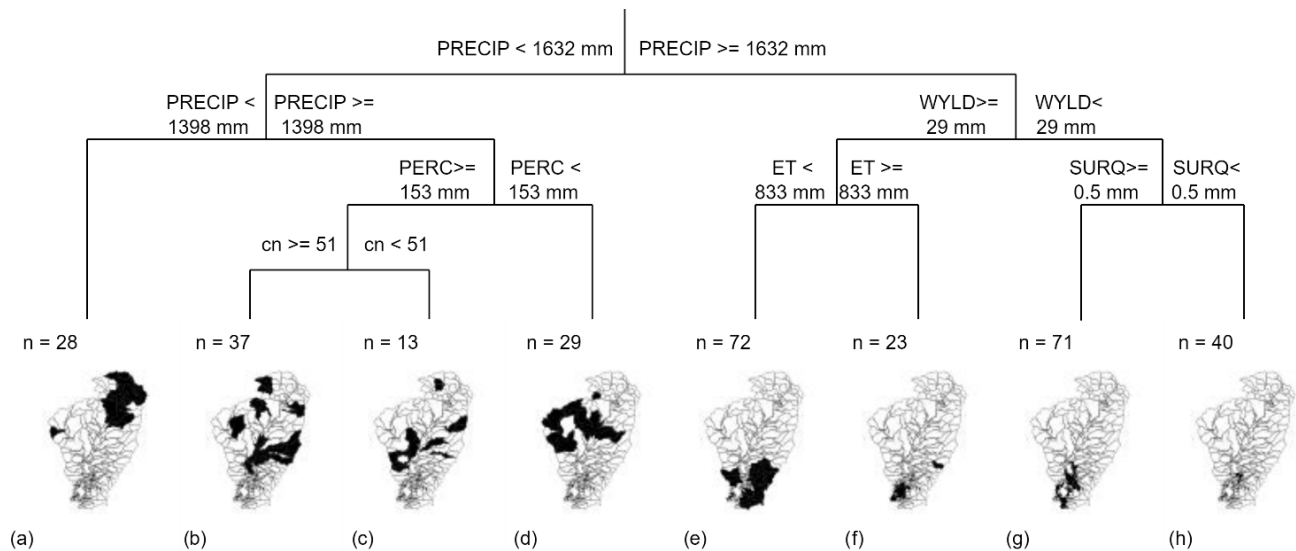 PRECIP < 1632 mm
PRECIP >= 1632 mm
PRECIP <
1398 mm
PRECIP >=
1398 mm
WYLD>=
29 mm
WYLD<
29 mm
PERC>=
153 mm
PERC <
153 mm
ET <
833 mm
ET >=
833 mm
SURQ>=
0.5 mm
SURQ<
0.5 mm
cn >= 51
cn < 51
n = 28
n = 37
n = 13
n = 29
n = 72
n = 23
n = 71
n = 40
(a)
(b)
(c)
(d)
(e)
(f)
(g)
(h)